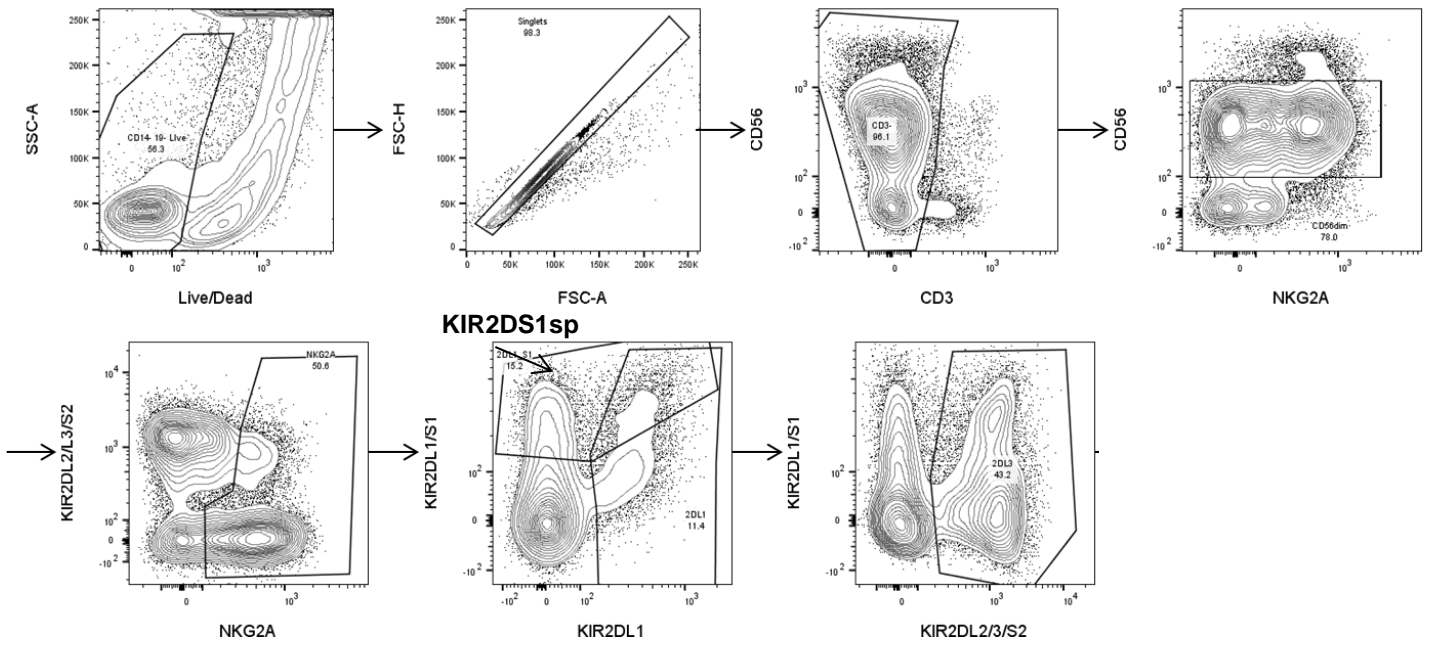 250K
200K
150K
100K
50K
0
SSC-A
CD14- 19- Live
56.3
0 10² 10³
Live/Dead
250K
200K
150K
100K
50K
0
FSC-H
Singlets
98.3
0 50K 100K 150K 200K 250K
FSC-A
10³
10²
0
-10²
CD56
CD3-
96.1
0 10³
CD3
10³
10²
0
-10²
CD56
CD56dim
78.0
0 10³
NKG2A
KIR2DS1sp
10⁴
10³
10²
0
-10²
KIR2DL2/L3/S2
NKG2A
50.6
0 10³
NKG2A
10²
0
-10²
KIR2DL1/S1
2DL1_S1
15.2
2DL1
11.4
-10² 0 10² 10³
KIR2DL1
10²
0
-10²
KIR2DL1/S1
2DL3
43.2
0 10³ 10⁴
KIR2DL2/3/S2